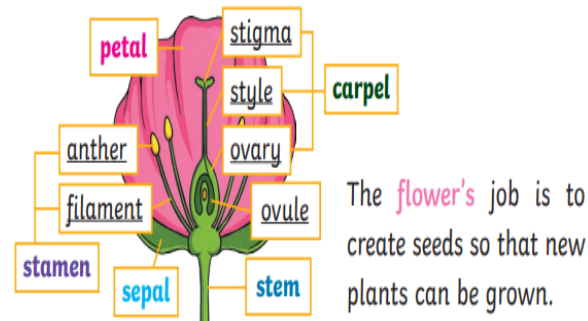 petal
stigma
style
carpel
anther
ovary
filament
ovule
stamen
sepal
stem
The flower's job is to
create seeds so that new
plants can be grown.